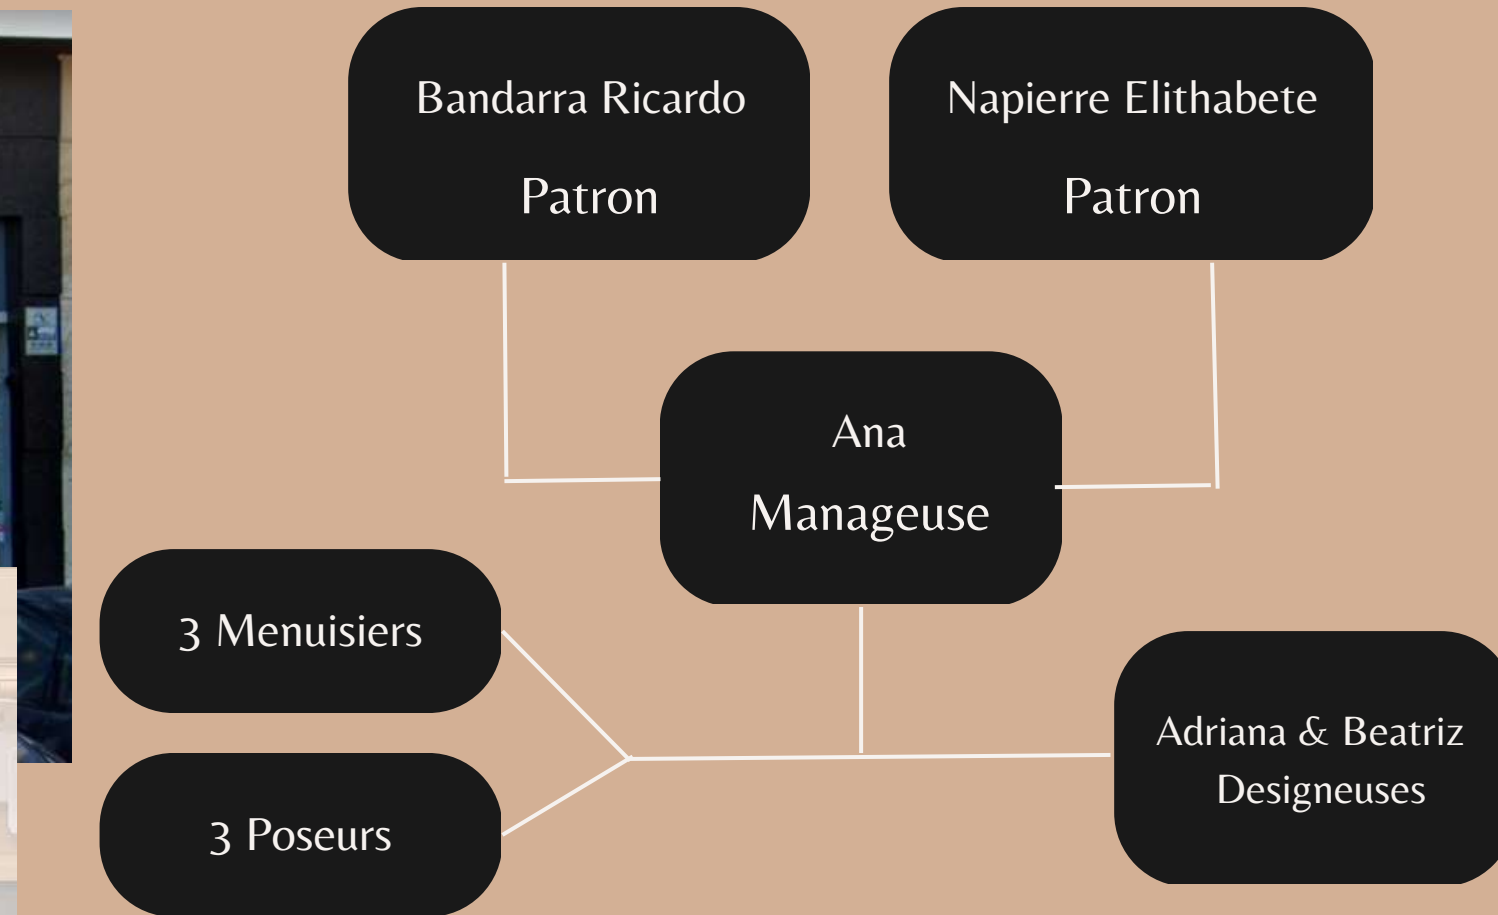 Bandarra Ricardo
Patron
Napierre Elithabete
Patron
Ana
Manageuse
3 Menuisiers
3 Poseurs
Adriana & Beatriz
Designeuses